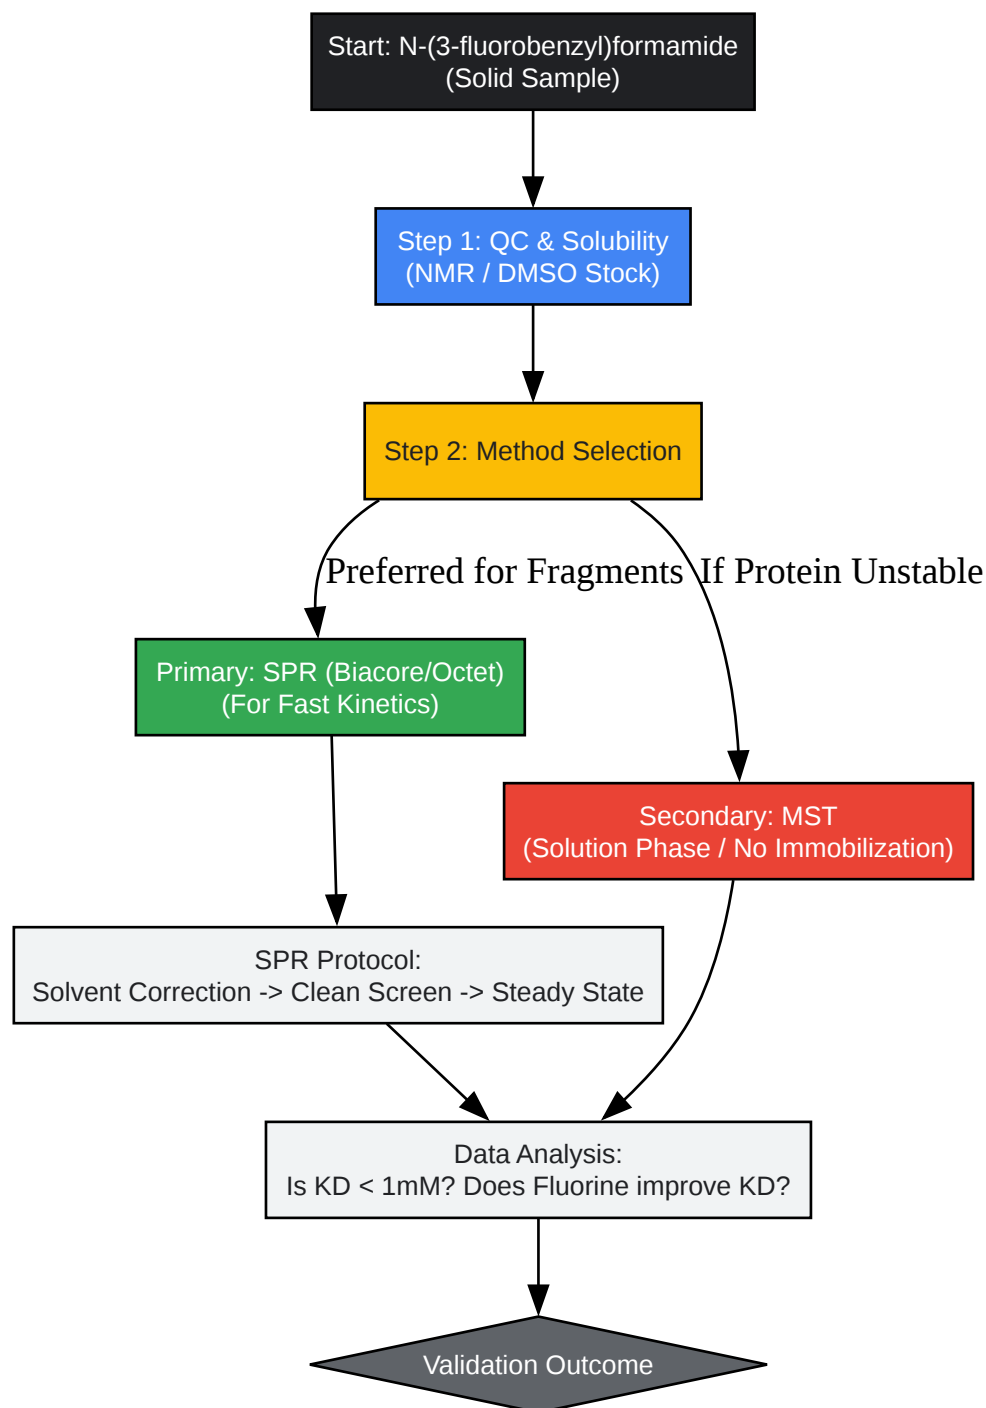 Start: N-(3-fluorobenzyl)formamide
(Solid Sample)
Step 1: QC & Solubility
(NMR / DMSO Stock)
Step 2: Method Selection
Preferred for Fragments
If Protein Unstable
Primary: SPR (Biacore/Octet)
(For Fast Kinetics)
Secondary: MST
(Solution Phase / No Immobilization)
SPR Protocol:
Solvent Correction -> Clean Screen -> Steady State
Data Analysis:
Is KD < 1mM? Does Fluorine improve KD?
Validation Outcome